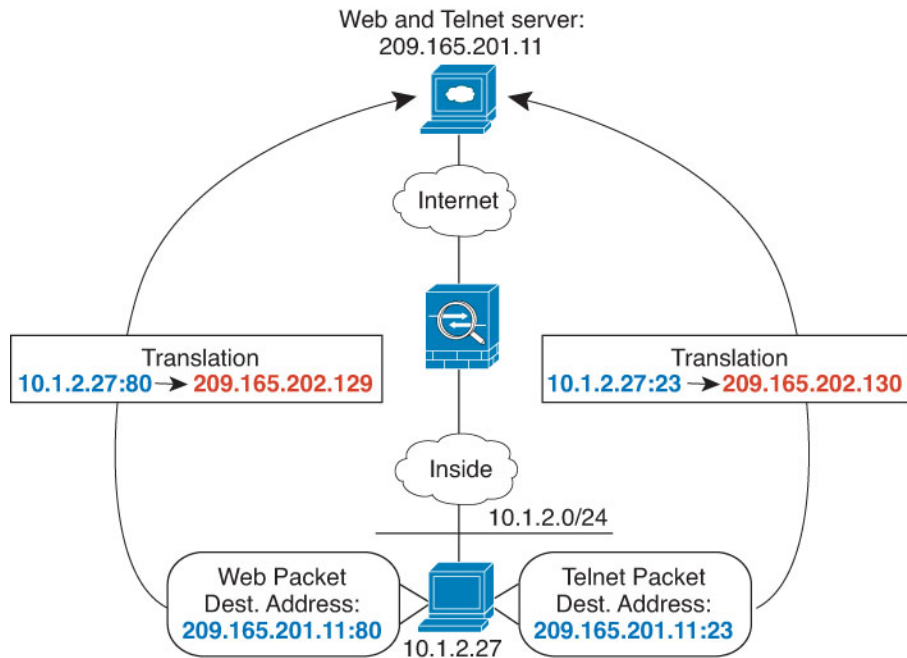 Web and Telnet server:
209.165.201.11
Internet
Translation
10.1.2.27:80 → 209.165.202.129
Translation
10.1.2.27:23 → 209.165.202.130
Inside
10.1.2.0/24
Web Packet
Dest. Address:
209.165.201.11:80
Telnet Packet
Dest. Address:
209.165.201.11:23
10.1.2.27